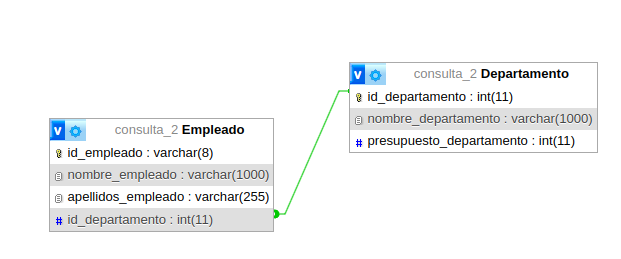 consulta_2 Departamento
id_departamento : int(11)
nombre_departamento : varchar(1000)
# presupuesto_departamento : int(11)
consulta_2 Empleado
id_empleado : varchar(8)
nombre_empleado : varchar(1000)
apellidos_empleado : varchar(255)
# id_departamento : int(11)